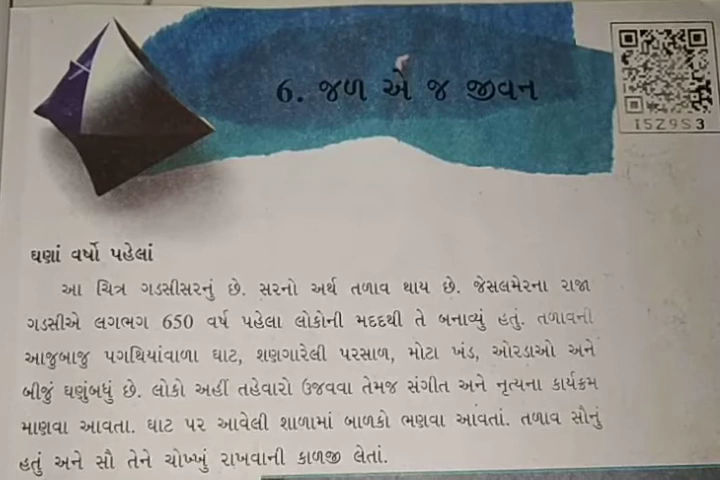 6. જળ એ જ જીવન
I5Z9S3
ઘણાં વર્ષો પહેલાં
આ ચિત્ર ગડસીસરનું છે. સરનો અર્થ તળાવ થાય છે. જેસલમેરના રાજા
ગડસીએ લગભગ 650 વર્ષ પહેલા લોકોની મદદથી તે બનાવ્યું હતું. તળાવની
આજુબાજુ પગથિયાંવાળા ઘાટ, શણગારેલી પરસાળ, મોટા ખંડ, ઓરડાઓ અને
બીજું ઘણુંબધું છે. લોકો અહીં તહેવારો ઉજવવા તેમજ સંગીત અને નૃત્યના કાર્યક્રમ
માણવા આવતા. ઘાટ પર આવેલી શાળામાં બાળકો ભણવા આવતાં. તળાવ સૌનું
હતું અને સૌ તેને ચોખ્ખું રાખવાની કાળજી લેતાં.